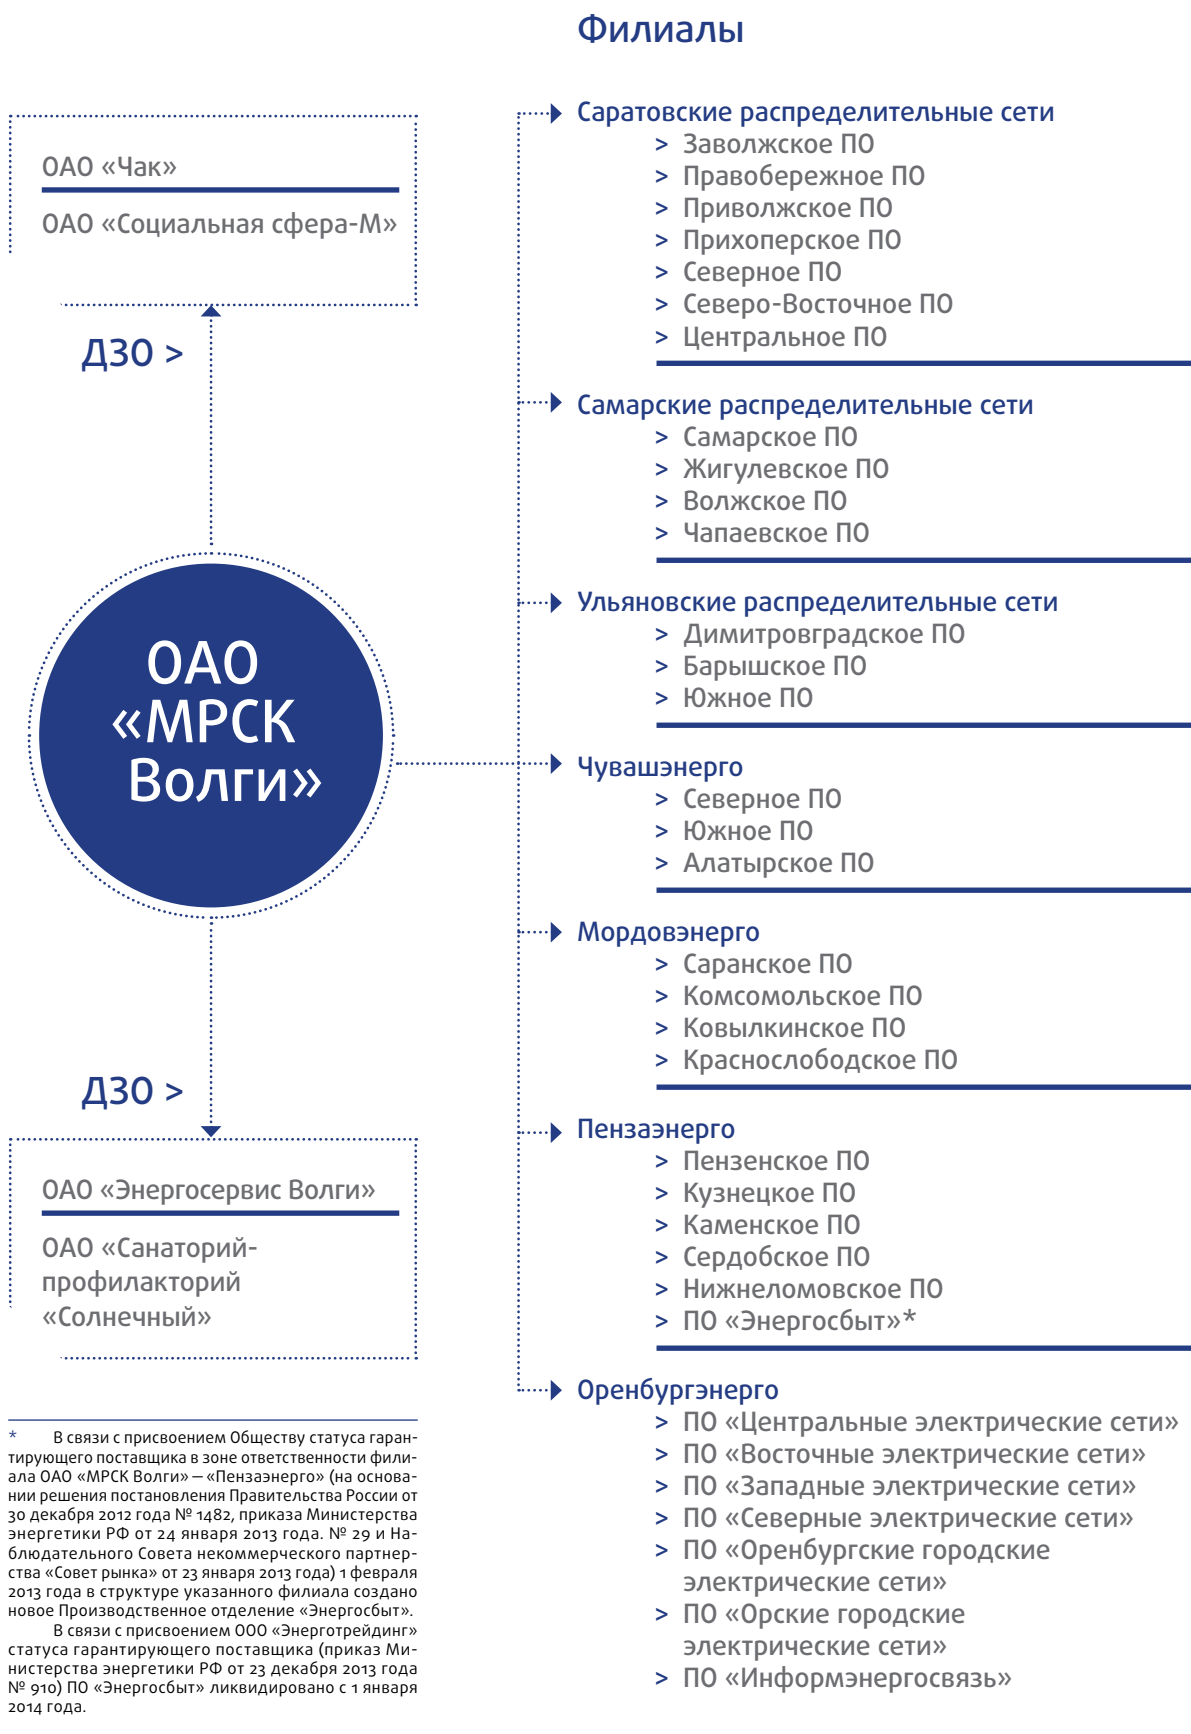 Филиалы
ОАО «Чак»
ОАО «Социальная сфера-М»
ДЗО >
ОАО
«МРСК
Волги»
ДЗО >
ОАО «Энергосервис Волги»
ОАО «Санаторий-
профилакторий
«Солнечный»
Саратовские распределительные сети
> Заволжское ПО
> Правобережное ПО
> Приволжское ПО
> Прихоперское ПО
> Северное ПО
> Северо-Восточное ПО
> Центральное ПО
Самарские распределительные сети
> Самарское ПО
> Жигулевское ПО
> Волжское ПО
> Чапаевское ПО
Ульяновские распределительные сети
> Димитровградское ПО
> Барышское ПО
> Южное ПО
Чувашэнерго
> Северное ПО
> Южное ПО
> Алатырское ПО
Мордовэнерго
> Саранское ПО
> Комсомольское ПО
> Ковылкинское ПО
> Краснослободское ПО
Пензаэнерго
> Пензенское ПО
> Кузнецкое ПО
> Каменское ПО
> Сердобское ПО
> Нижнеломовское ПО
> ПО «Энергосбыт»*
Оренбургэнерго
> ПО «Центральные электрические сети»
> ПО «Восточные электрические сети»
> ПО «Западные электрические сети»
> ПО «Северные электрические сети»
> ПО «Оренбургские городские
электрические сети»
> ПО «Орские городские
электрические сети»
> ПО «Информэнергосвязь»
* В связи с присвоением Обществу статуса гаран-
тирующего поставщика в зоне ответственности фили-
ала ОАО «МРСК Волги» — «Пензаэнерго» (на основа-
нии решения постановления Правительства России от
30 декабря 2012 года № 1482, приказа Министерства
энергетики РФ от 24 января 2013 года. № 29 и На-
блюдательного Совета некоммерческого партнер-
ства «Совет рынка» от 23 января 2013 года) 1 февраля
2013 года в структуре указанного филиала создано
новое Производственное отделение «Энергосбыт».
В связи с присвоением ООО «Энерготрейдинг»
статуса гарантирующего поставщика (приказ Ми-
нистерства энергетики РФ от 23 декабря 2013 года
№ 910) ПО «Энергосбыт» ликвидировано с 1 января
2014 года.